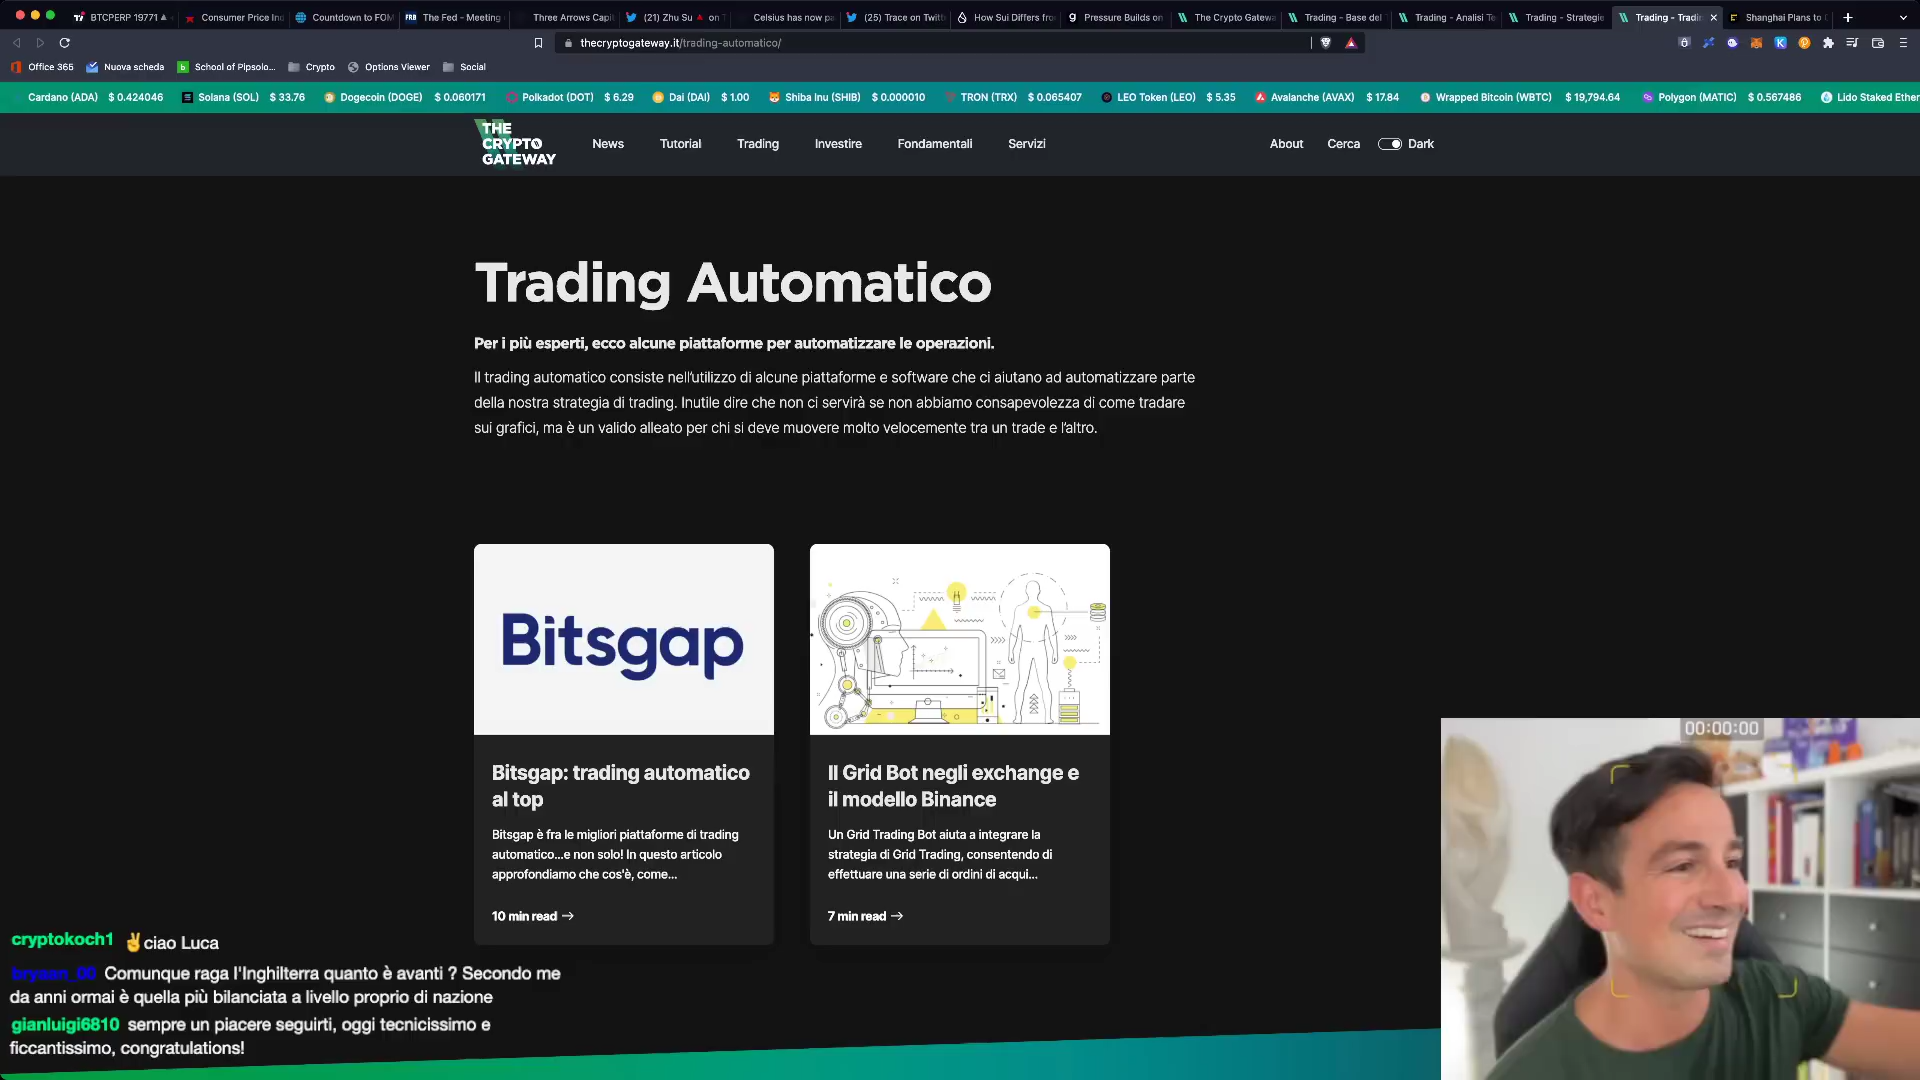 BTCPERP 19771
Consumer Price Ind
Countdown to FOM
The Fed - Meeting
Three Arrows Capi
(21) Zhu Su
on T
Celsius has now pa
(25) Trace on Twitt
How Sui Differs fro
Pressure Builds on
The Crypto Gatewa
Trading - Base del
Trading - Analisi Te
Trading - Strategie
Trading - Tradin
Shanghai Plans to C
thecryptogateway.it/trading-automatico/
Office 365
Nuova scheda
School of Pipsolo...
Crypto
Options Viewer
Social
Cardano (ADA) $ 0.424046
Solana (SOL) $ 33.76
Dogecoin (DOGE) $ 0.060171
Polkadot (DOT) $ 6.29
Dai (DAI) $ 1.00
Shiba Inu (SHIB) $ 0.000010
TRON (TRX) $ 0.065407
LEO Token (LEO) $ 5.35
Avalanche (AVAX) $ 17.84
Wrapped Bitcoin (WBTC) $ 19,794.64
Polygon (MATIC) $ 0.567486
Lido Staked Ether
THE
CRYPTO
GATEWAY
News
Tutorial
Trading
Investire
Fondamentali
Servizi
About
Cerca
Dark
Trading Automatico
Per i più esperti, ecco alcune piattaforme per automatizzare le operazioni.
Il trading automatico consiste nell'utilizzo di alcune piattaforme e software che ci aiutano ad automatizzare parte
della nostra strategia di trading. Inutile dire che non ci servirà se non abbiamo consapevolezza di come tradare
sui grafici, ma è un valido alleato per chi si deve muovere molto velocemente tra un trade e l'altro.
Bitsgap
Bitsgap: trading automatico
al top
Bitsgap è fra le migliori piattaforme di trading
automatico...e non solo! In questo articolo
approfondiamo che cos'è, come...
10 min read →
Il Grid Bot negli exchange e
il modello Binance
Un Grid Trading Bot aiuta a integrare la
strategia di Grid Trading, consentendo di
effettuare una serie di ordini di acqui...
7 min read →
00:00:00
cryptokoch1 ✌️ciao Luca
bryann_00 Comunque raga l'Inghilterra quanto è avanti ? Secondo me
da anni ormai è quella più bilanciata a livello proprio di nazione
gianluigi6810 sempre un piacere seguirti, oggi tecnicissimo e
ficcantissimo, congratulations!